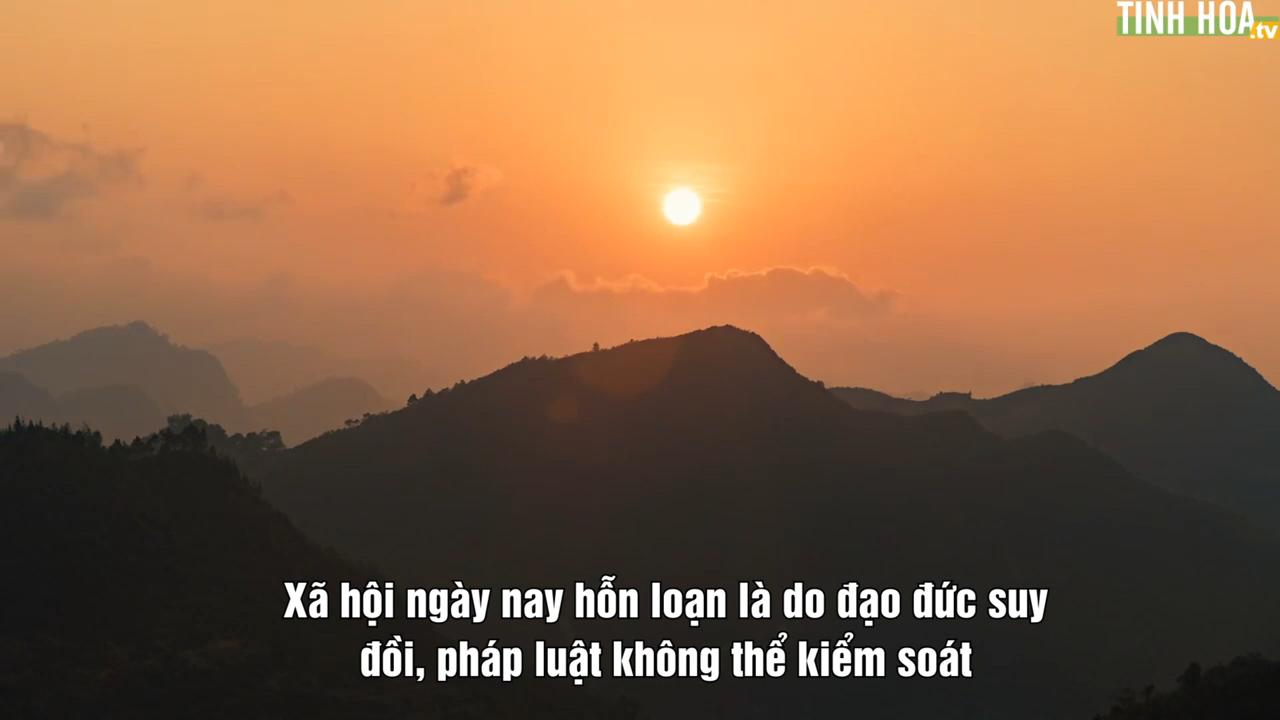 TINH HOA
.tv
Xã hội ngày nay hỗn loạn là do đạo đức suy
đồi, pháp luật không thể kiểm soát